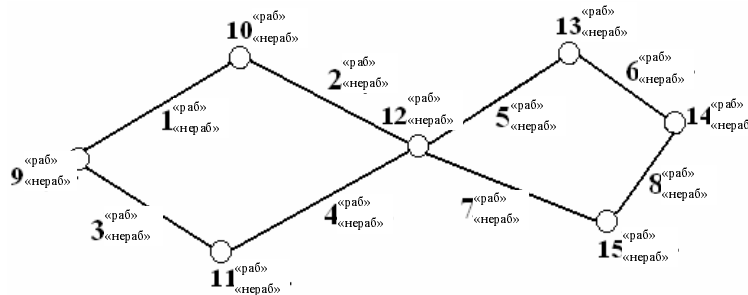 10 «раб» «нераб»
13 «раб» «нераб»
2 «раб» «нераб»
6 «раб» «нераб»
1 «раб» «нераб»
12 «раб» «нераб»
5 «раб» «нераб»
14 «раб» «нераб»
9 «раб» «нераб»
3 «раб» «нераб»
4 «раб» «нераб»
7 «раб» «нераб»
8 «раб» «нераб»
11 «раб» «нераб»
15 «раб» «нераб»